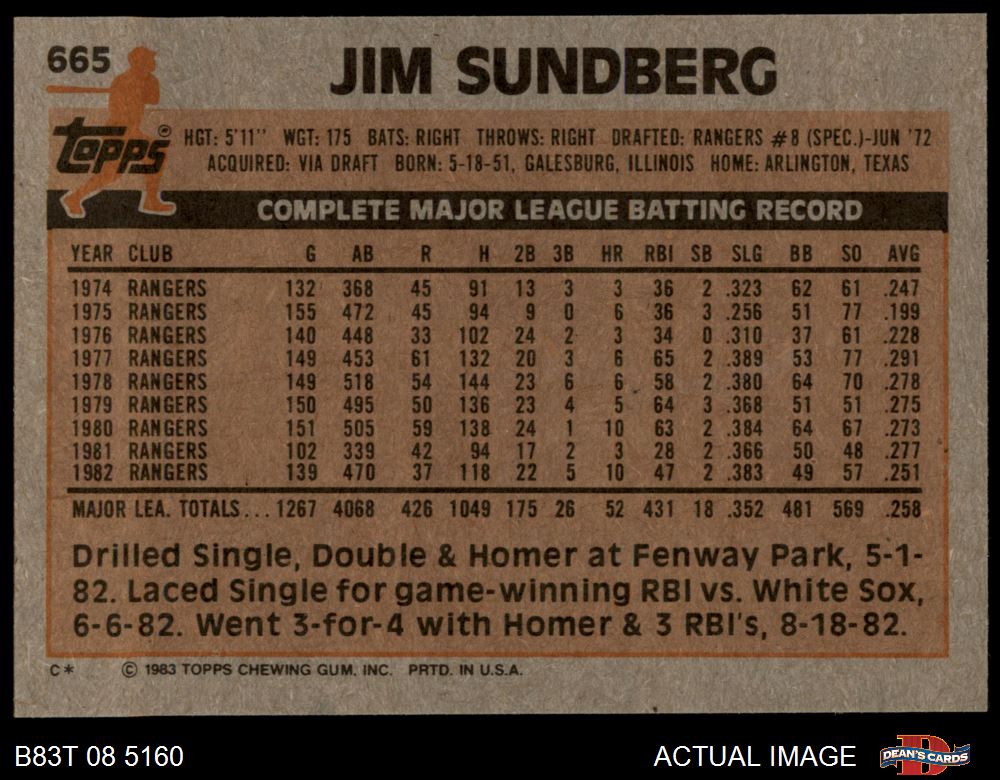 665
JIM SUNDBERG
topps ®
HGT: 5'11" WGT: 175 BATS: RIGHT THROWS: RIGHT DRAFTED: RANGERS #8 (SPEC.)-JUN '72
ACQUIRED: VIA DRAFT BORN: 5-18-51, GALESBURG, ILLINOIS HOME: ARLINGTON, TEXAS
COMPLETE MAJOR LEAGUE BATTING RECORD
YEAR CLUB G AB R H 2B 3B HR RBI SB SLG BB SO AVG
1974 RANGERS 132 368 45 91 13 3 3 36 2 .323 62 61 .247
1975 RANGERS 155 472 45 94 9 0 6 36 3 .256 51 77 .199
1976 RANGERS 140 448 33 102 24 2 3 34 0 .310 37 61 .228
1977 RANGERS 149 453 61 132 20 3 6 65 2 .389 53 77 .291
1978 RANGERS 149 518 54 144 23 6 6 58 2 .380 64 70 .278
1979 RANGERS 150 495 50 136 23 4 5 64 3 .368 51 51 .275
1980 RANGERS 151 505 59 138 24 1 10 63 2 .384 64 67 .273
1981 RANGERS 102 339 42 94 17 2 3 28 2 .366 50 48 .277
1982 RANGERS 139 470 37 118 22 5 10 47 2 .383 49 57 .251
MAJOR LEA. TOTALS... 1267 4068 426 1049 175 26 52 431 18 .352 481 569 .258
Drilled Single, Double & Homer at Fenway Park, 5-1-
82. Laced Single for game-winning RBI vs. White Sox,
6-6-82. Went 3-for-4 with Homer & 3 RBI's, 8-18-82.
C* © 1983 TOPPS CHEWING GUM, INC. PRTD. IN U.S.A.
B83T 08 5160 ACTUAL IMAGE DEAN'S CARDS